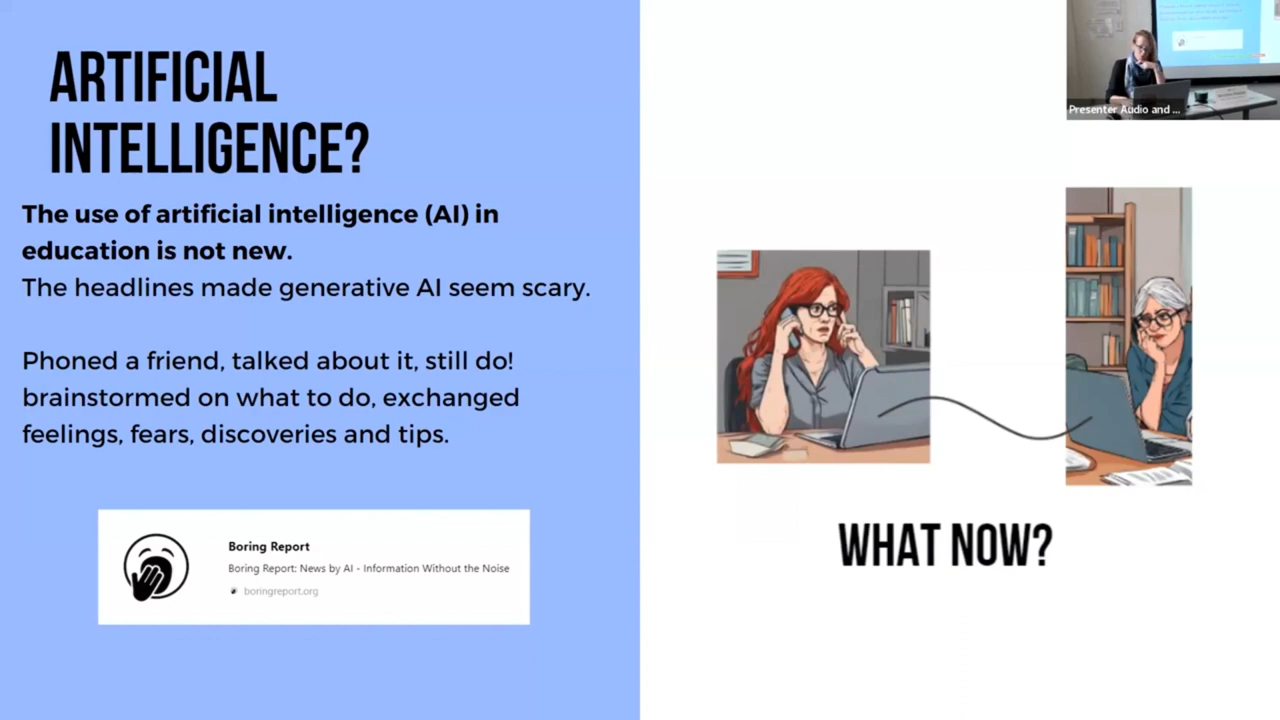 ARTIFICIAL
INTELLIGENCE?
The use of artificial intelligence (AI) in
education is not new.
The headlines made generative AI seem scary.
Phoned a friend, talked about it, still do!
brainstormed on what to do, exchanged
feelings, fears, discoveries and tips.
Boring Report
Boring Report: News by AI - Information Without the Noise
boringreport.org
Presenter Audio and ...
WHAT NOW?